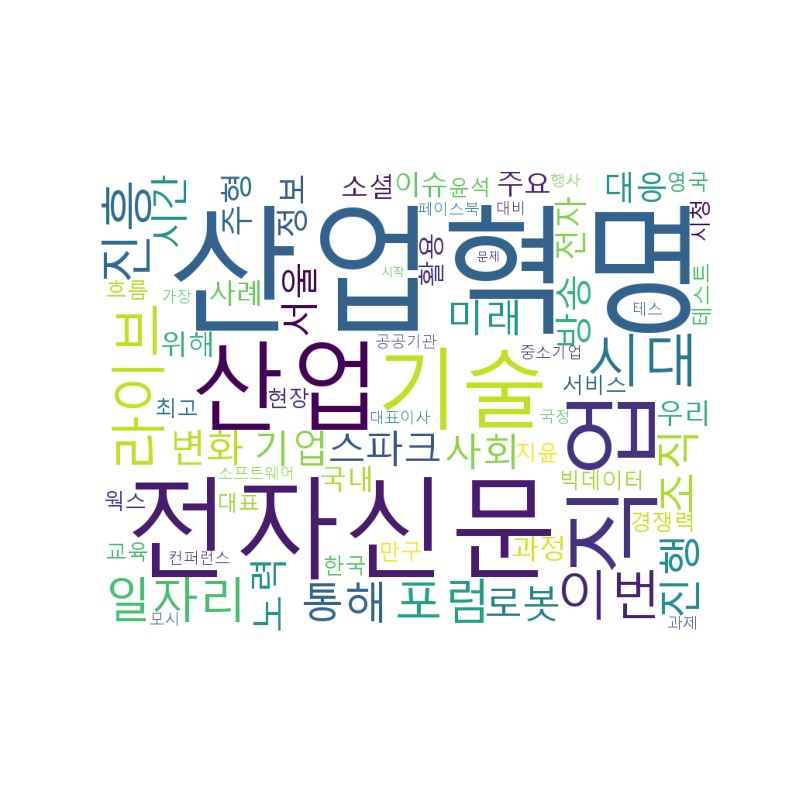 진흥
시간
주형
정보
소셜
이슈
윤석
주요
행사
대응
영국
페이스북
대비
전자
시청
산업혁명
활용
문제
흐름
가장
사례
서울
시작
미래
방송
테스
테스트
라이브
위해
공공기관
중소기업
시대
산업
기술
현장
서비스
최고
대표이사
국정
직업
우리
변화
기업
스파크
사회
지윤
조직
소프트웨어
국내
빅데이터
웍스
대표
전자신문
경쟁력
교육
컨퍼런스
노력
한국
만구
과정
진행
일자리
모시
통해
포럼
로봇
이번
과제